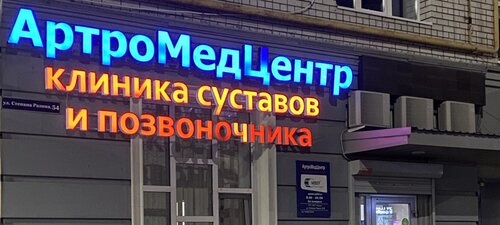 АртроМедЦентр
клиника суставов
и позвоночника
ул. Степана Разина, 54
АртроМедЦентр